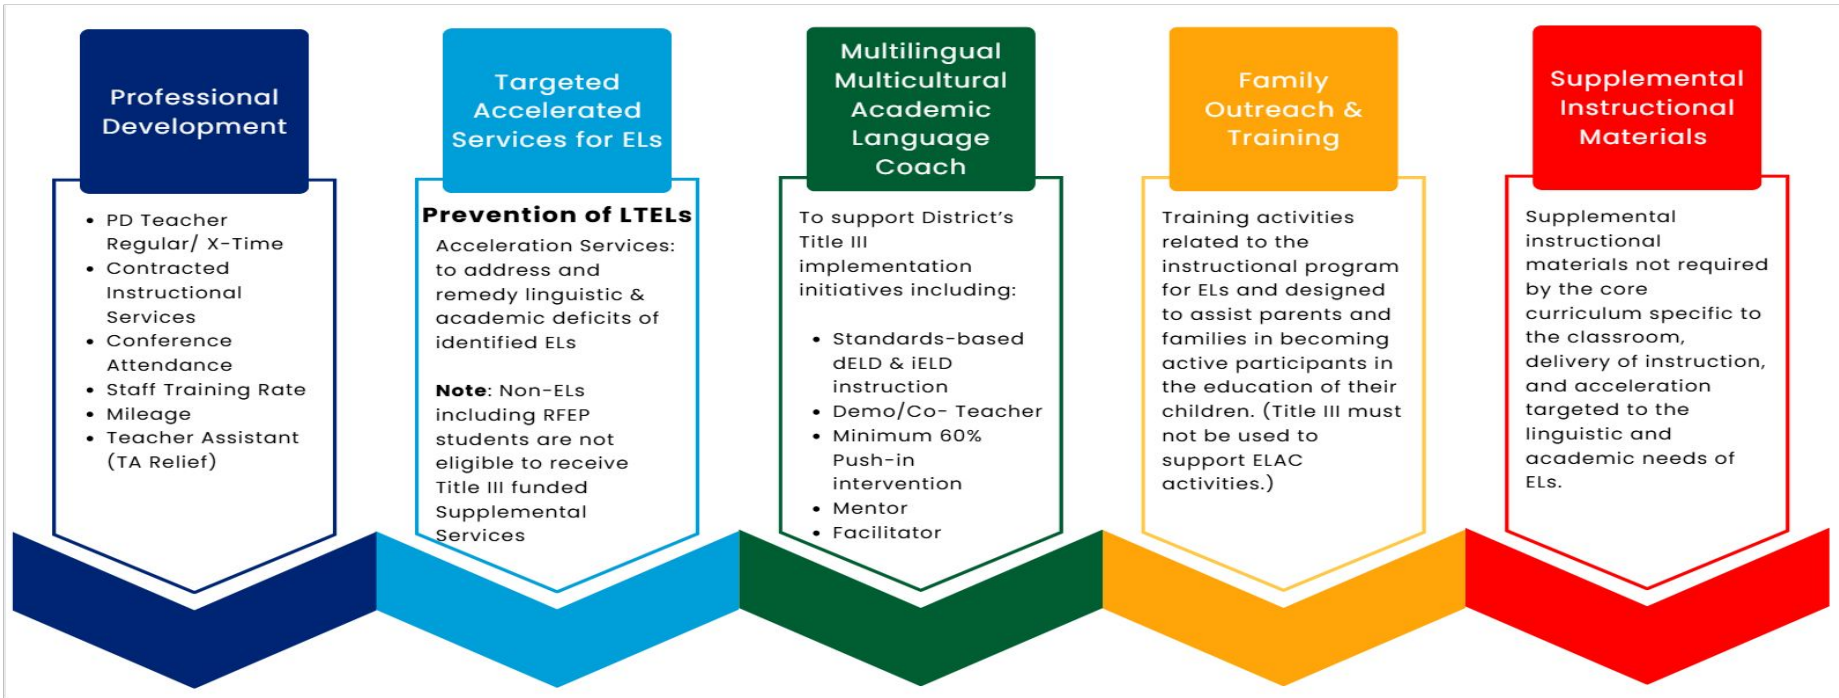 Professional
Development
• PD Teacher
Regular/ X-Time
• Contracted
Instructional
Services
• Conference
Attendance
• Staff Training Rate
• Mileage
• Teacher Assistant
(TA Relief)
Targeted
Accelerated
Services for ELs
Prevention of LTELs
Acceleration Services:
to address and
remedy linguistic &
academic deficits of
identified ELs
Note: Non-ELs
including RFEP
students are not
eligible to receive
Title III funded
Supplemental
Services
Multilingual
Multicultural
Academic
Language
Coach
To support District's
Title III
implementation
initiatives including:
• Standards-based
dELD & iELD
instruction
• Demo/Co- Teacher
• Minimum 60%
Push-in
intervention
• Mentor
• Facilitator
Family
Outreach &
Training
Training activities
related to the
instructional program
for ELs and designed
to assist parents and
families in becoming
active participants in
the education of their
children. (Title III must
not be used to
support ELAC
activities.)
Supplemental
Instructional
Materials
Supplemental
instructional
materials not required
by the core
curriculum specific to
the classroom,
delivery of instruction,
and acceleration
targeted to the
linguistic and
academic needs of
ELs.